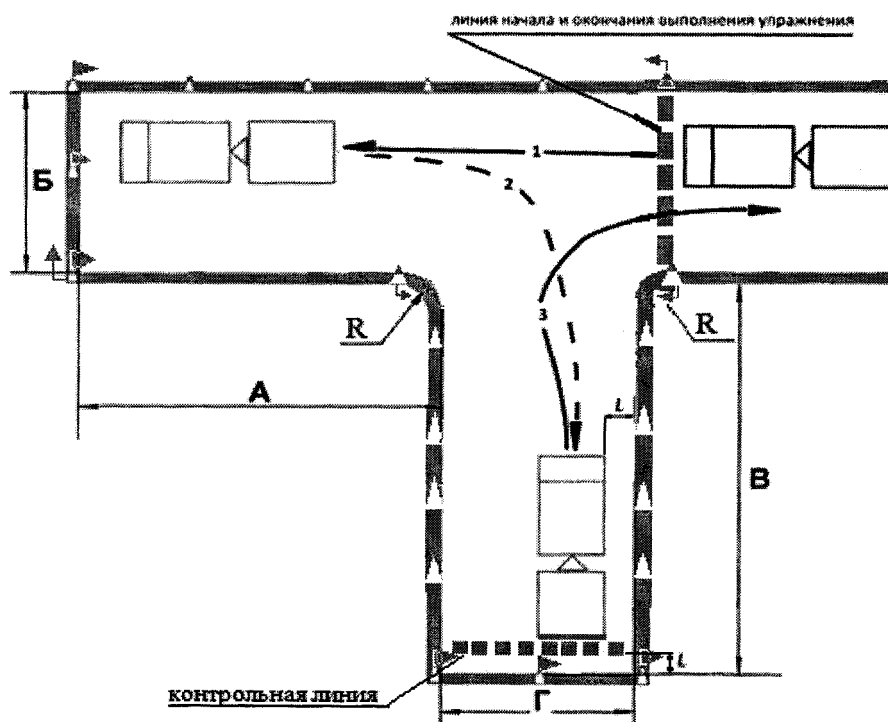 линия начала и окончания выполнения упражнения
Б
1
2
3
R
R
А
L
В
L
контрольная линия
Г